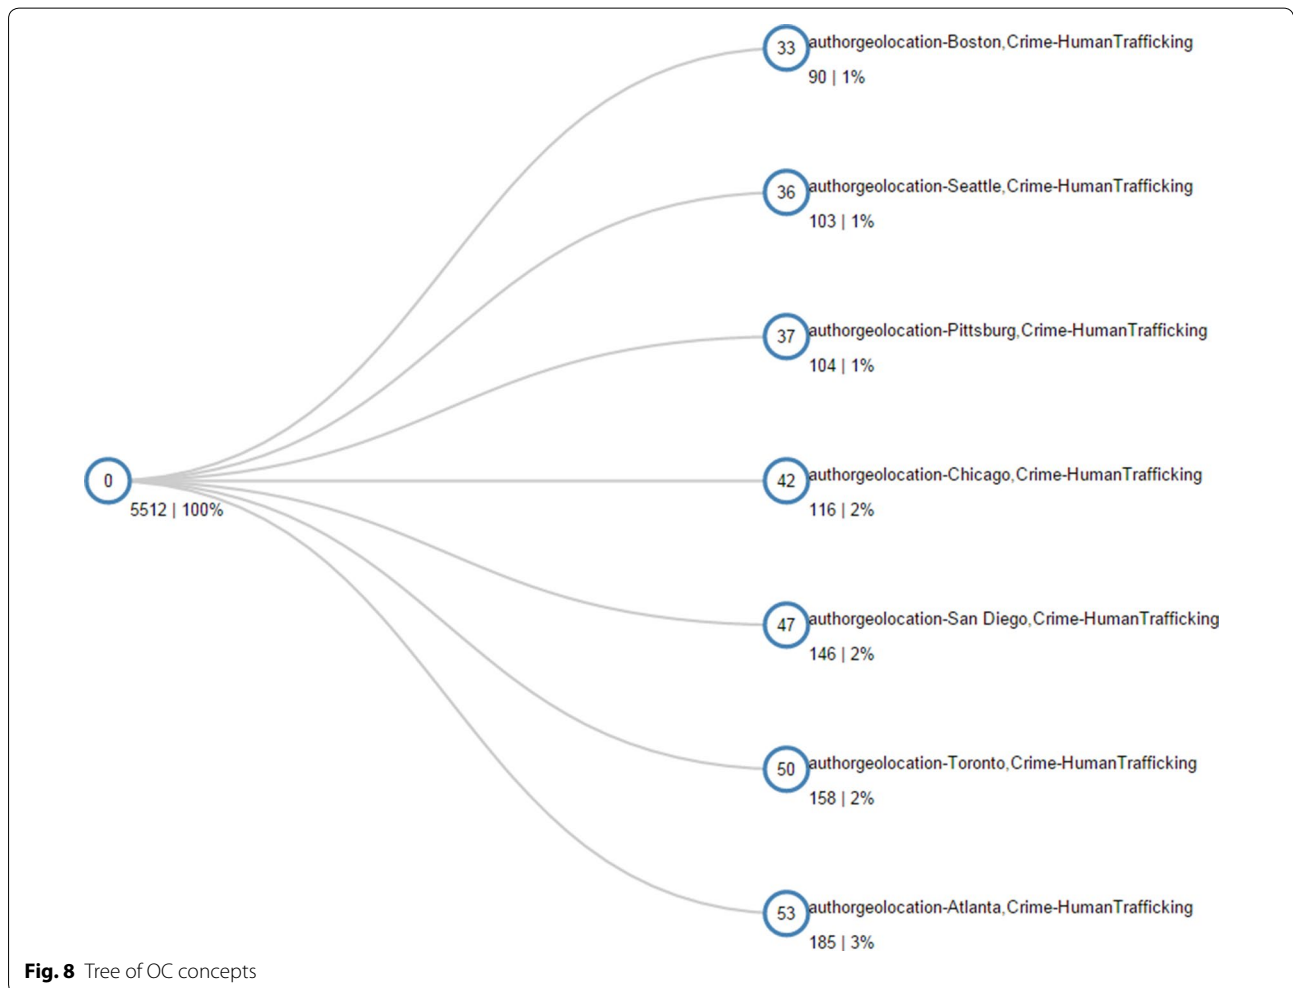 33 authorgeolocation-Boston,Crime-HumanTrafficking
90 | 1%
36 authorgeolocation-Seattle,Crime-HumanTrafficking
103 | 1%
37 authorgeolocation-Pittsburg,Crime-HumanTrafficking
104 | 1%
42 authorgeolocation-Chicago,Crime-HumanTrafficking
116 | 2%
0
5512 | 100%
47 authorgeolocation-San Diego,Crime-HumanTrafficking
146 | 2%
50 authorgeolocation-Toronto,Crime-HumanTrafficking
158 | 2%
53 authorgeolocation-Atlanta,Crime-HumanTrafficking
185 | 3%
Fig. 8 Tree of OC concepts